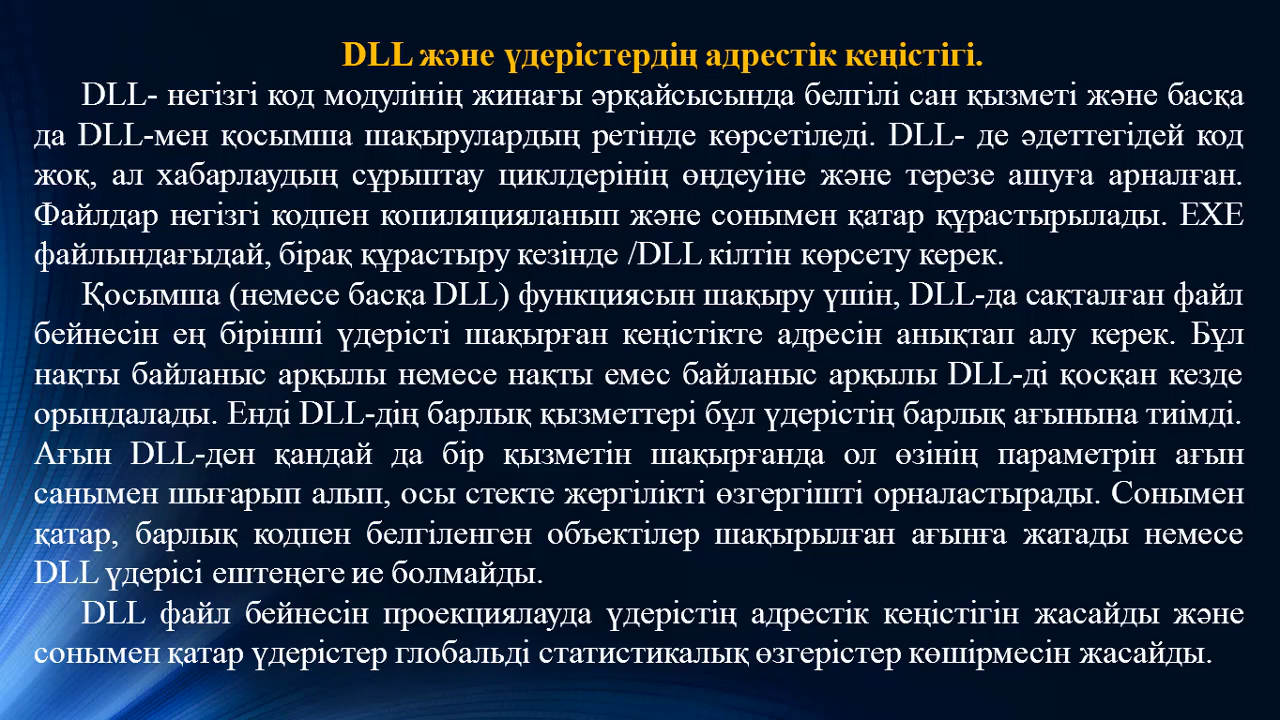 DLL және үдерістердің адрестік кеңістігі.
DLL- негізгі код модулінің жинағы әрқайсысында белгілі сан қызметі және басқа
да DLL-мен қосымша шақырулардың ретінде көрсетіледі. DLL- де әдеттегідей код
жоқ, ал хабарлаудың сұрыптау циклдерінің өңдеуіне және терезе ашуға арналған.
Файлдар негізгі кодпен копиляцияланып және сонымен қатар құрастырылады. EXE
файлындағыдай, бірақ құрастыру кезінде /DLL кілтін көрсету керек.
Қосымша (немесе басқа DLL) функциясын шақыру үшін, DLL-да сақталған файл
бейнесін ең бірінші үдерісті шақырған кеңістікте адресін анықтап алу керек. Бұл
нақты байланыс арқылы немесе нақты емес байланыс арқылы DLL-ді қосқан кезде
орындалады. Енді DLL-дің барлық қызметтері бұл үдерістің барлық ағынына тиімді.
Ағын DLL-ден қандай да бір қызметін шақырғанда ол өзінің параметрін ағын
санымен шығарып алып, осы стекте жергілікті өзгергішті орналастырады. Сонымен
қатар, барлық кодпен белгіленген объектілер шақырылған ағынға жатады немесе
DLL үдерісі ештеңеге ие болмайды.
DLL файл бейнесін проекциялауда үдерістің адрестік кеңістігін жасайды және
сонымен қатар үдерістер глобальді статистикалық өзгерістер көшірмесін жасайды.